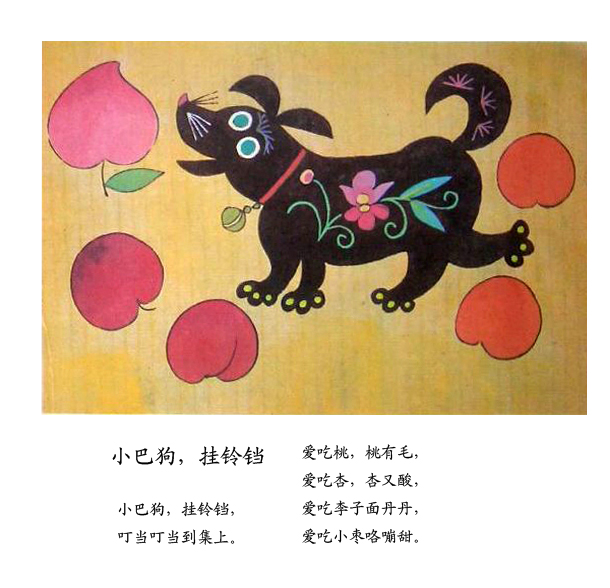 小巴狗，挂铃铛
小巴狗，挂铃铛，
叮当叮当到集上。
爱吃桃，桃有毛，
爱吃杏，杏又酸，
爱吃李子面丹丹，
爱吃小枣咯嘣甜。